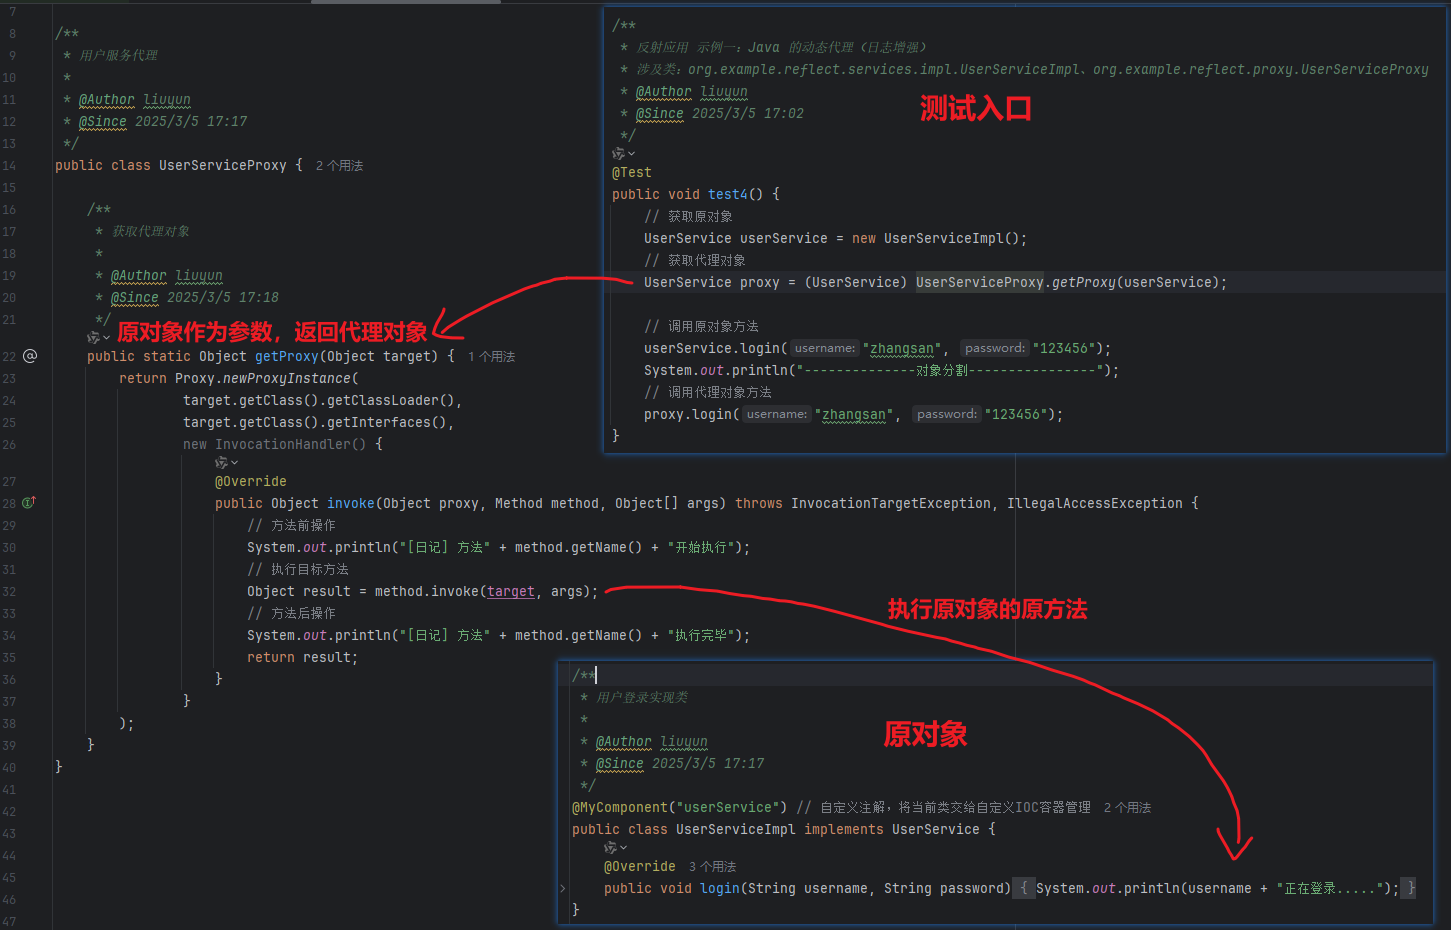 7
8 /**
9 * 用户服务代理
10 *
11 * @Author liuyun
12 * @Since 2025/3/5 17:17
13 */
14 public class UserServiceProxy { 2 个用法
15
16 /**
17 * 获取代理对象
18 *
19 * @Author liuyun
20 * @Since 2025/3/5 17:18
21 */
原对象作为参数，返回代理对象
22 public static Object getProxy(Object target) { 1 个用法
23 return Proxy.newProxyInstance(
24 target.getClass().getClassLoader(),
25 target.getClass().getInterfaces(),
26 new InvocationHandler() {
27 @Override
28 public Object invoke(Object proxy, Method method, Object[] args) throws InvocationTargetException, IllegalAccessException {
29 // 方法前操作
30 System.out.println("[日记] 方法" + method.getName() + "开始执行");
31 // 执行目标方法
32 Object result = method.invoke(target, args);
33 // 方法后操作
34 System.out.println("[日记] 方法" + method.getName() + "执行完毕");
35 return result;
36 }
37 }
38 );
39 }
40 }
41
42
43
44
45
46
47
/**
* 反射应用 示例一：Java 的动态代理（日志增强）
* 涉及类：org.example.reflect.services.impl.UserServiceImpl、org.example.reflect.proxy.UserServiceProxy
* @Author liuyun
* @Since 2025/3/5 17:02
*/
测试入口
@Test
public void test4() {
// 获取原对象
UserService userService = new UserServiceImpl();
// 获取代理对象
UserService proxy = (UserService) UserServiceProxy.getProxy(userService);
// 调用原对象方法
userService.login( username: "zhangsan", password: "123456");
System.out.println("--------------对象分割----------------");
// 调用代理对象方法
proxy.login( username: "zhangsan", password: "123456");
}
执行原对象的原方法
/**
* 用户登录实现类
*
* @Author liuyun
* @Since 2025/3/5 17:17
*/
原对象
@MyComponent("userService") // 自定义注解，将当前类交给自定义IOC容器管理 2 个用法
public class UserServiceImpl implements UserService {
@Override 3 个用法
public void login(String username, String password) { System.out.println(username + "正在登录....."); }
}